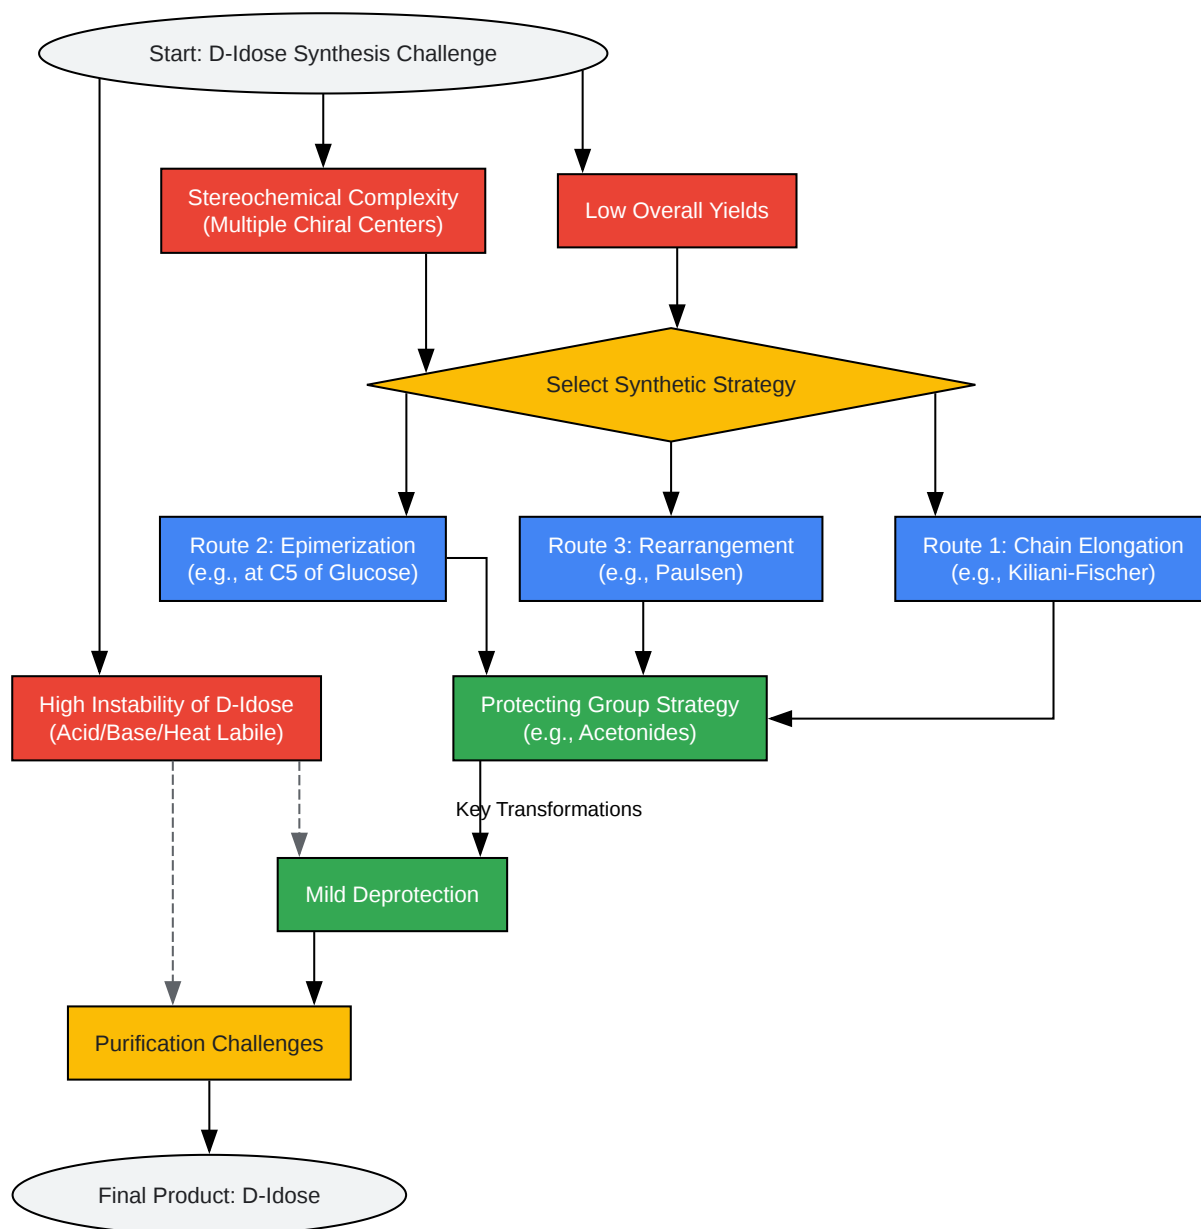 Start: D-Idose Synthesis Challenge
Stereochemical Complexity
(Multiple Chiral Centers)
Low Overall Yields
Select Synthetic Strategy
Route 2: Epimerization
(e.g., at C5 of Glucose)
Route 3: Rearrangement
(e.g., Paulsen)
Route 1: Chain Elongation
(e.g., Kiliani-Fischer)
High Instability of D-Idose
(Acid/Base/Heat Labile)
Protecting Group Strategy
(e.g., Acetonides)
Key Transformations
Mild Deprotection
Purification Challenges
Final Product: D-Idose